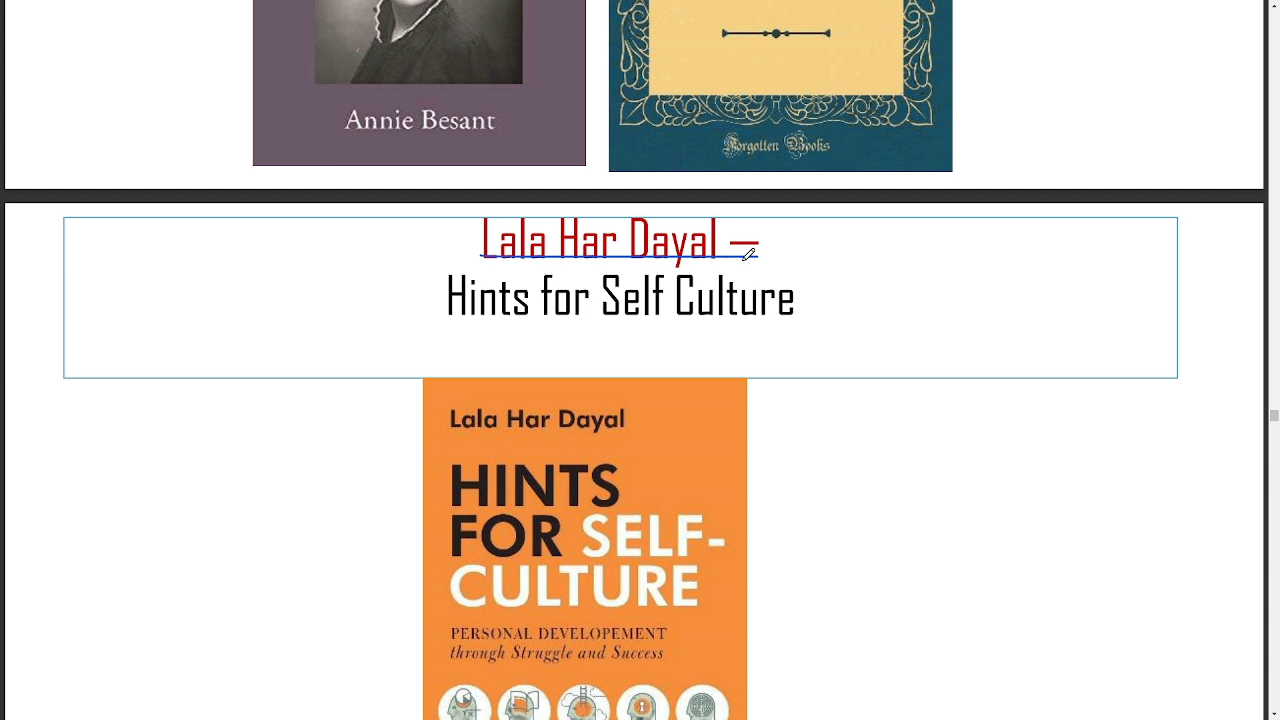 Annie Besant
Forgotten Books
Lala Har Dayal —
Hints for Self Culture
Lala Har Dayal
HINTS
FOR SELF-
CULTURE
PERSONAL DEVELOPEMENT
through Struggle and Success